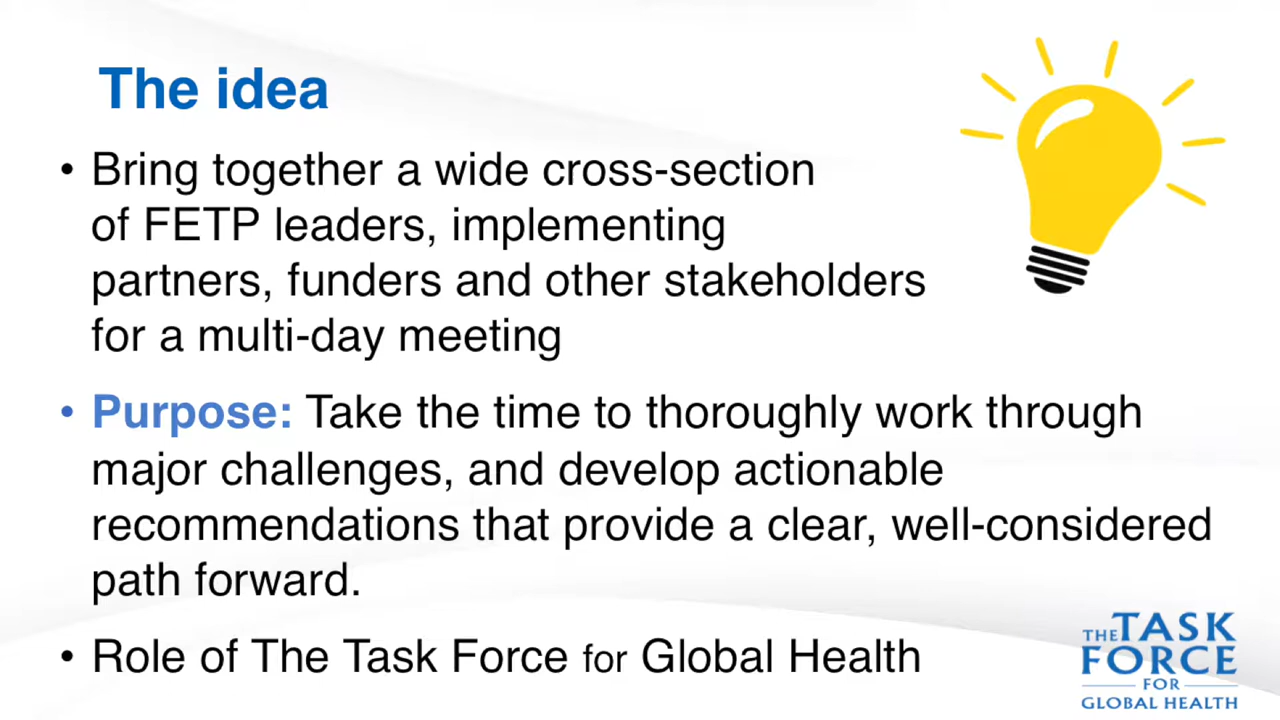 The idea
• Bring together a wide cross-section
of FETP leaders, implementing
partners, funders and other stakeholders
for a multi-day meeting
• Purpose: Take the time to thoroughly work through
major challenges, and develop actionable
recommendations that provide a clear, well-considered
path forward.
• Role of The Task Force for Global Health
THE TASK
FORCE
FOR
GLOBAL HEALTH